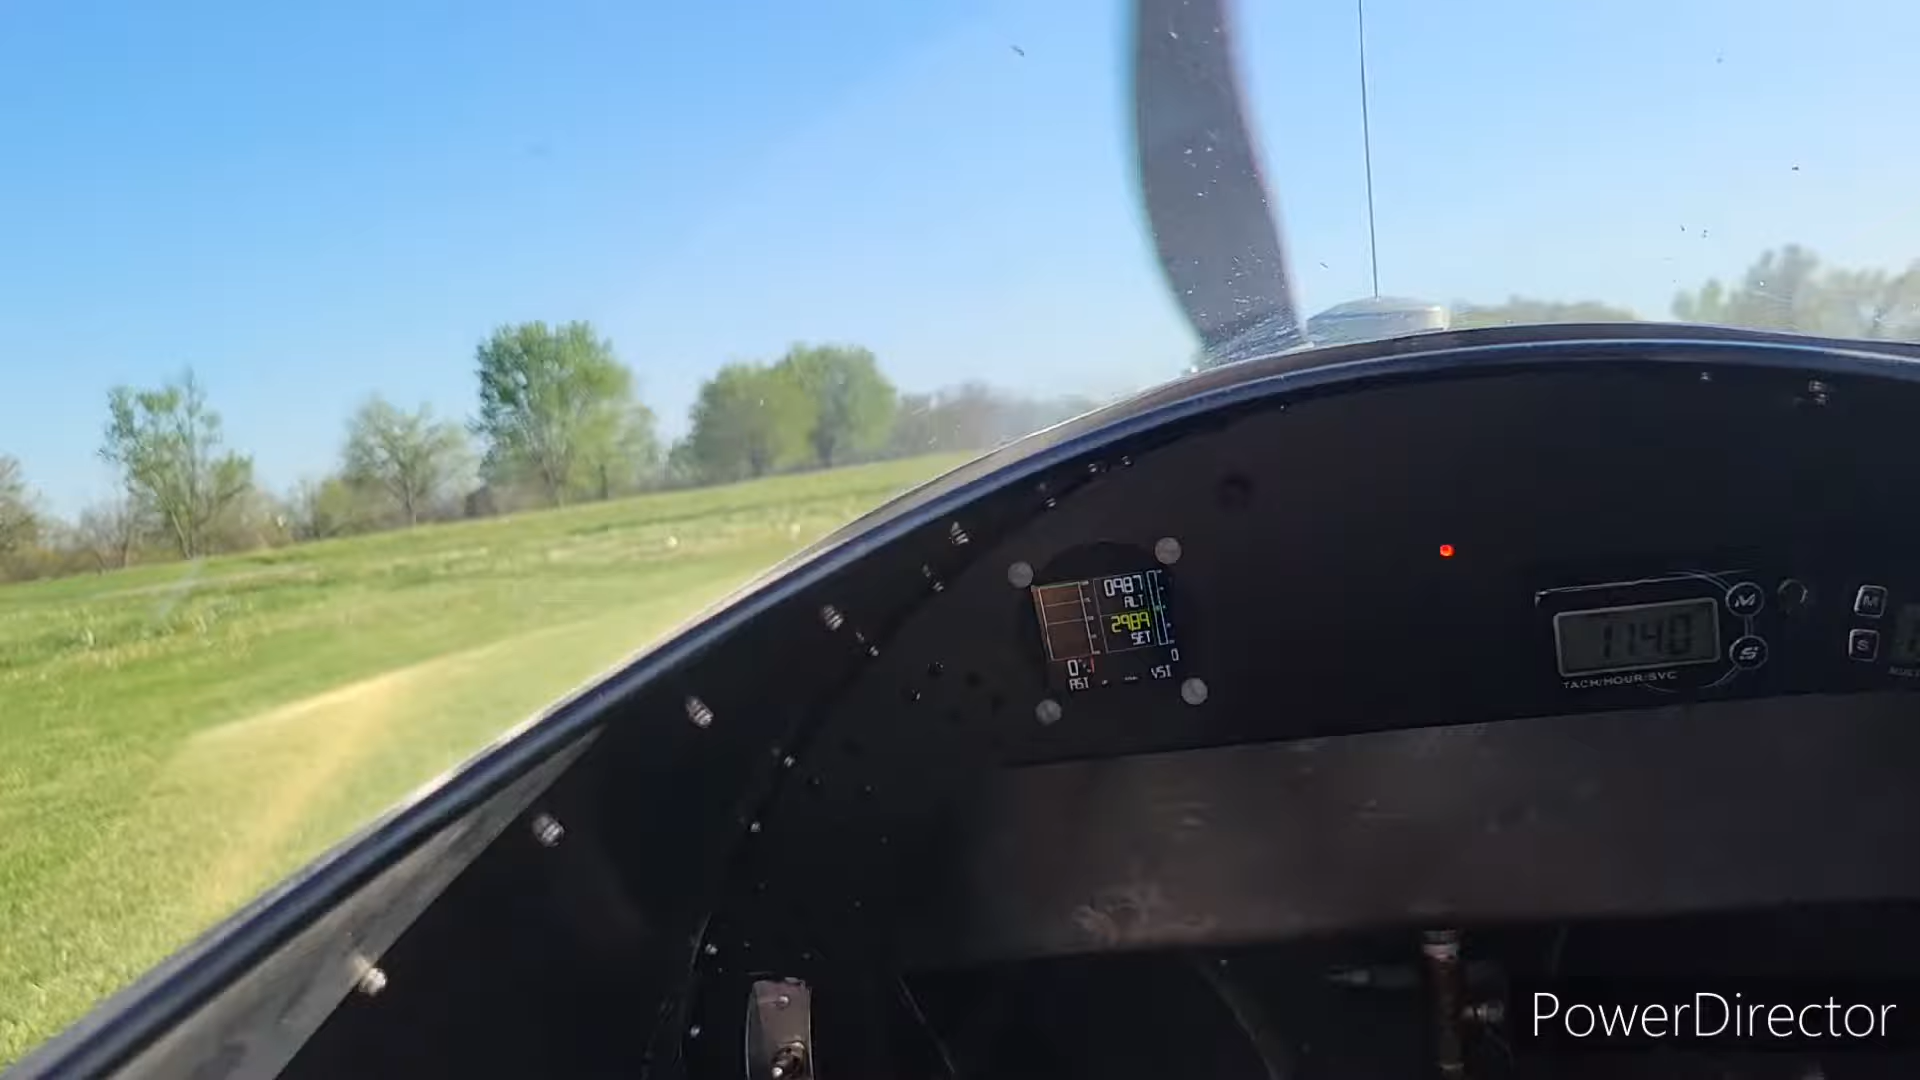 0987
ALT
2989
SET
0
0
ASI
VSI
1140
TACH/HOUR/SVC
M
S
M
S
PowerDirector